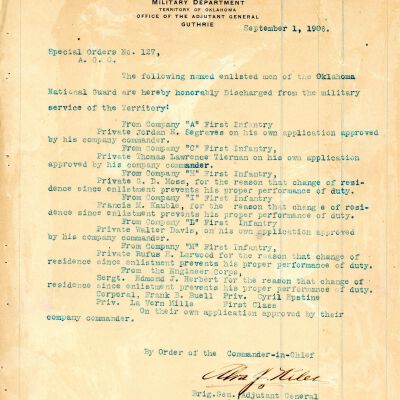 MILITARY DEPARTMENT
TERRITORY OF OKLAHOMA
OFFICE OF THE ADJUTANT GENERAL
GUTHRIE
September 1, 1906.
Special Orders No. 127,
A. G. O.
The following named enlisted men of the Oklahoma
National Guard are hereby honorably Discharged from the military
service of the Territory:
From Company "A" First Infantry
Private Jordan H. Segraves on his own application approved
by his company commander.
From Company "C" First Infantry,
Private Thomas Lawrence Tierman on his own application
approved by his company commander.
From Company "H" First Infantry,
Private S. D. Moss, for the reason that change of resi-
dence since enlistment prevents his proper performance of duty.
From Company "I" First Infantry
Francis M. Hamble, for reason that change of resi-
dence since enlistment prevents his proper performance of duty.
From Company "L" First Infantry
Private Walter Davis, on his own application approved
by his company commander.
From Company "M" First Infantry,
Private Rufus E. Larwood for the reason that change of
residence since enlistment prevents his proper performance of duty.
From the Engineer Corps,
Sergt. Edmond J. Herbert for the reason that change of
residence since enlistment prevents his proper performance of duty.
Corporal, Frank B. Buell Priv. Cyril Epstine
Priv. La Vern Mills First Class
On their own application approved by their
company commander.
By Order of the Commander-in-Chief
Alva J. Niles
Brig.Gen. Adjutant General